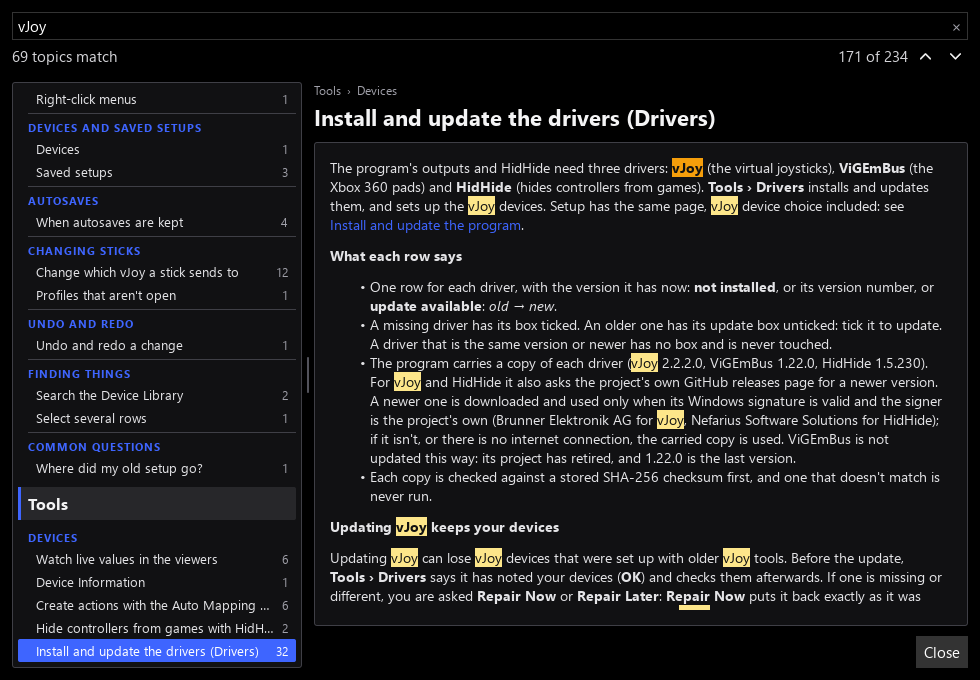 vJoy ×
69 topics match
171 of 234
Right-click menus 1
DEVICES AND SAVED SETUPS
Devices 1
Saved setups 3
AUTOSAVES
When autosaves are kept 4
CHANGING STICKS
Change which vJoy a stick sends to 12
Profiles that aren't open 1
UNDO AND REDO
Undo and redo a change 1
FINDING THINGS
Search the Device Library 2
Select several rows 1
COMMON QUESTIONS
Where did my old setup go? 1
Tools
DEVICES
Watch live values in the viewers 6
Device Information 1
Create actions with the Auto Mapping ... 6
Hide controllers from games with HidH... 2
Install and update the drivers (Drivers) 32
Tools › Devices
Install and update the drivers (Drivers)
The program's outputs and HidHide need three drivers: vJoy (the virtual joysticks), ViGEmBus (the
Xbox 360 pads) and HidHide (hides controllers from games). Tools › Drivers installs and updates
them, and sets up the vJoy devices. Setup has the same page, vJoy device choice included: see
Install and update the program.
What each row says
• One row for each driver, with the version it has now: not installed, or its version number, or
update available: old → new.
• A missing driver has its box ticked. An older one has its update box unticked: tick it to update.
A driver that is the same version or newer has no box and is never touched.
• The program carries a copy of each driver (vJoy 2.2.2.0, ViGEmBus 1.22.0, HidHide 1.5.230).
For vJoy and HidHide it also asks the project's own GitHub releases page for a newer version.
A newer one is downloaded and used only when its Windows signature is valid and the signer
is the project's own (Brunner Elektronik AG for vJoy, Nefarius Software Solutions for HidHide);
if it isn't, or there is no internet connection, the carried copy is used. ViGEmBus is not
updated this way: its project has retired, and 1.22.0 is the last version.
• Each copy is checked against a stored SHA-256 checksum first, and one that doesn't match is
never run.
Updating vJoy keeps your devices
Updating vJoy can lose vJoy devices that were set up with older vJoy tools. Before the update,
Tools › Drivers says it has noted your devices (OK) and checks them afterwards. If one is missing or
different, you are asked Repair Now or Repair Later: Repair Now puts it back exactly as it was
Close